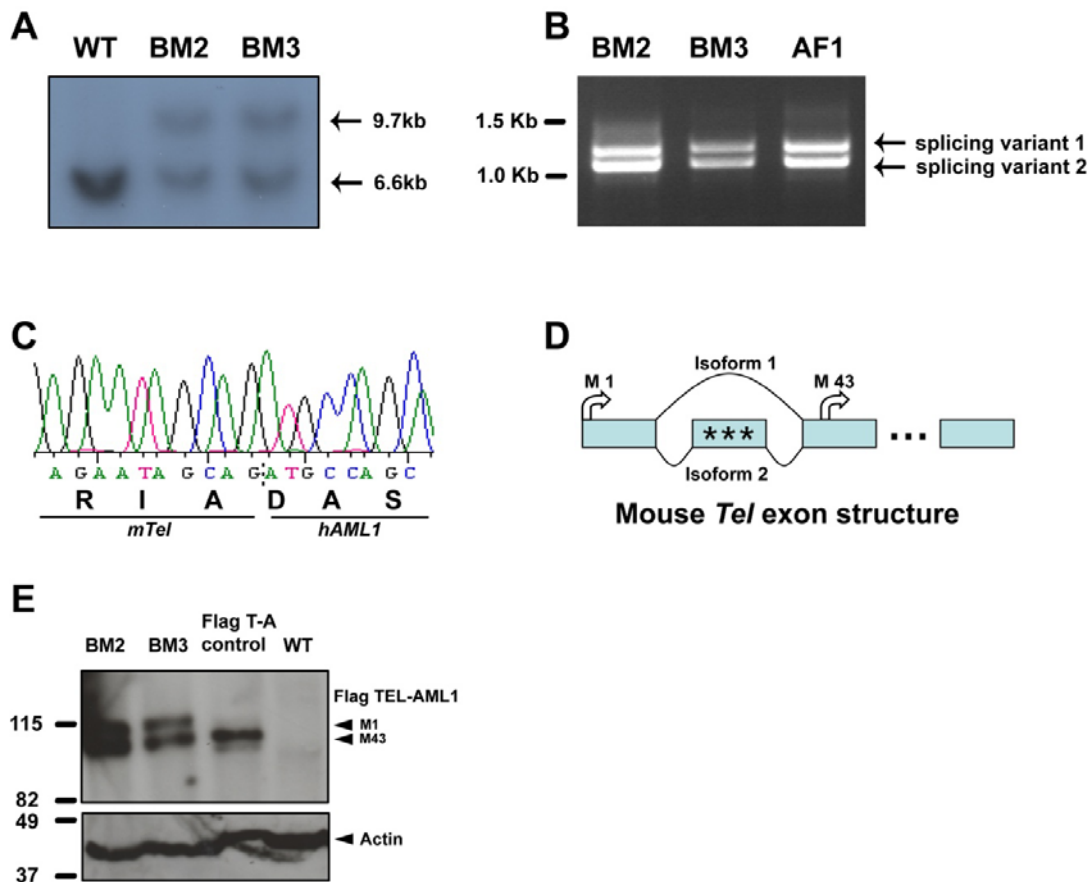 A
WT BM2 BM3
9.7kb
6.6kb
B
BM2 BM3 AF1
1.5 Kb
1.0 Kb
splicing variant 1
splicing variant 2
C
A G A A T A G C A G A T G C C A G C
R I A D A S
mTel hAML1
D
Isoform 1
M 1
M 43
***
...
Isoform 2
Mouse Tel exon structure
E
BM2 BM3 Flag T-A control WT
Flag TEL-AML1
115
M1
M43
82
49
Actin
37